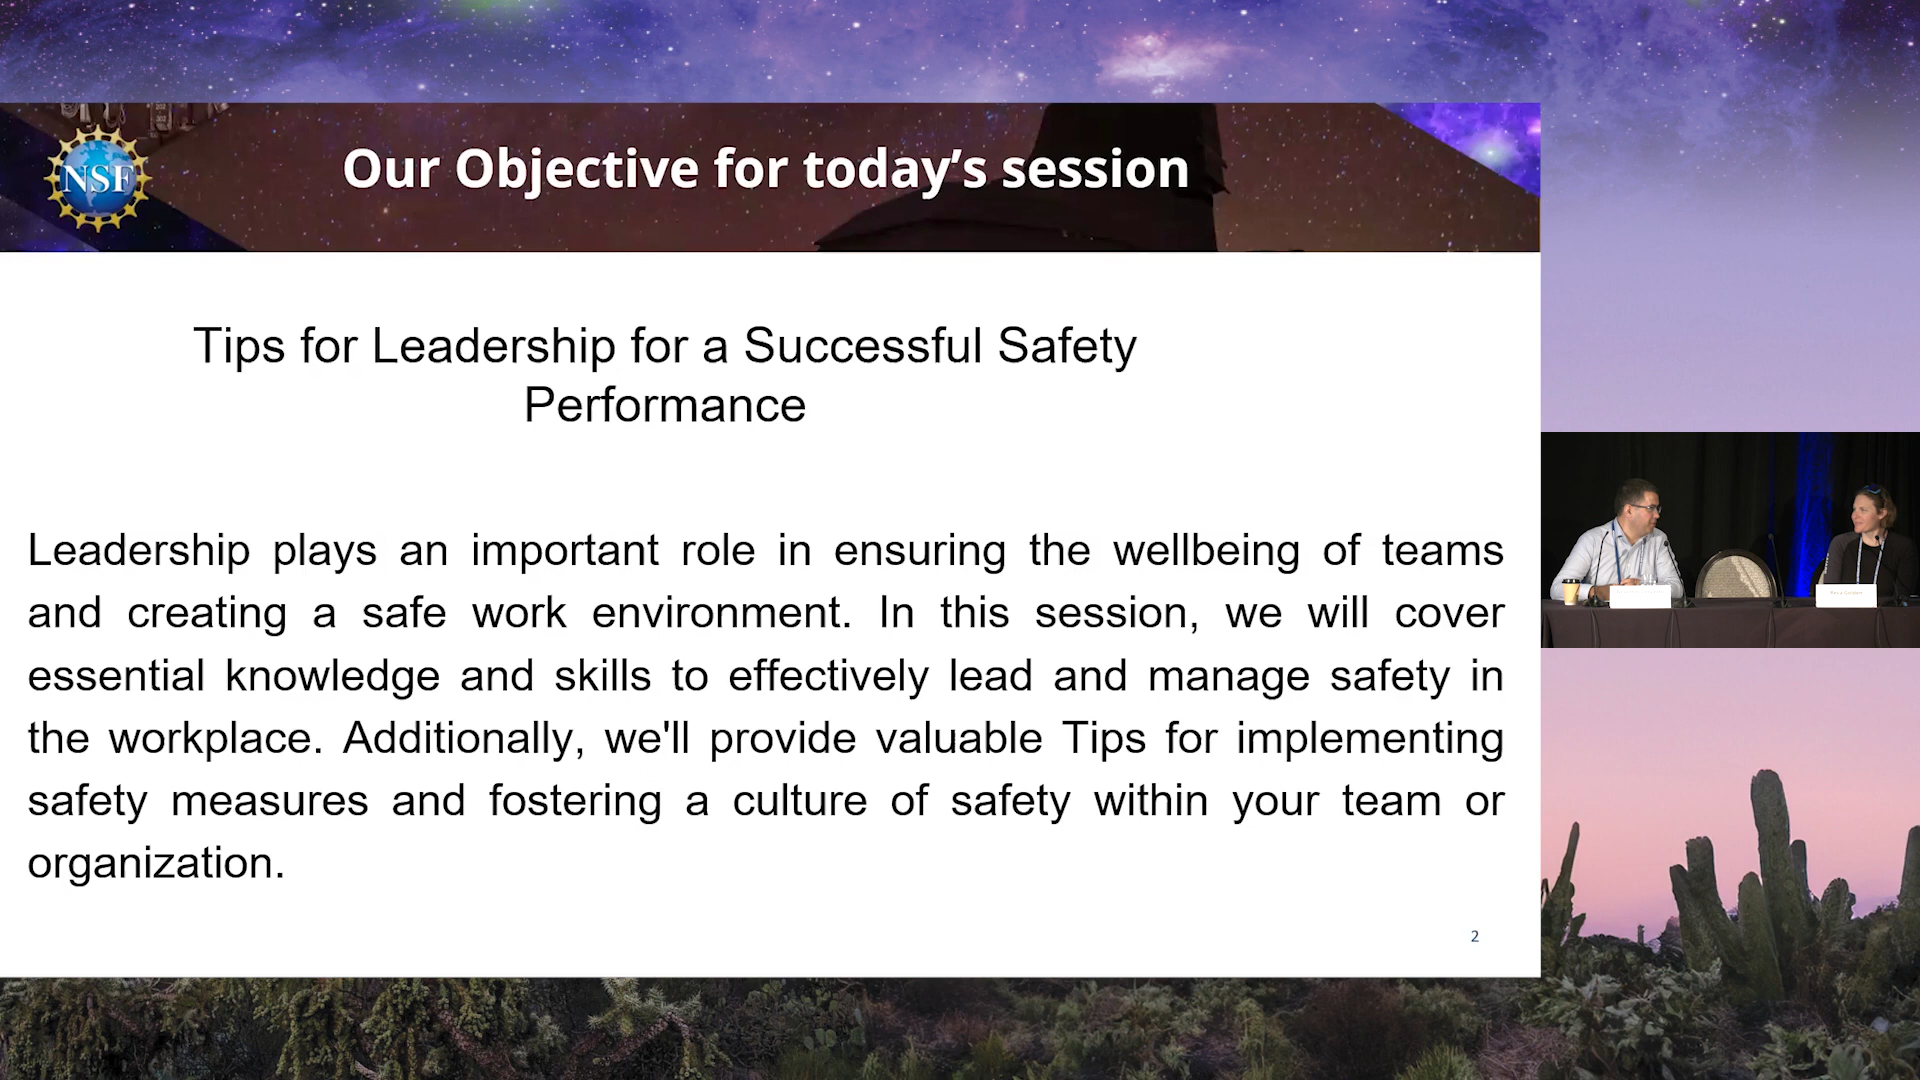 NSF
Our Objective for today’s session
Tips for Leadership for a Successful Safety
Performance
Leadership plays an important role in ensuring the wellbeing of teams
and creating a safe work environment. In this session, we will cover
essential knowledge and skills to effectively lead and manage safety in
the workplace. Additionally, we'll provide valuable Tips for implementing
safety measures and fostering a culture of safety within your team or
organization.
2